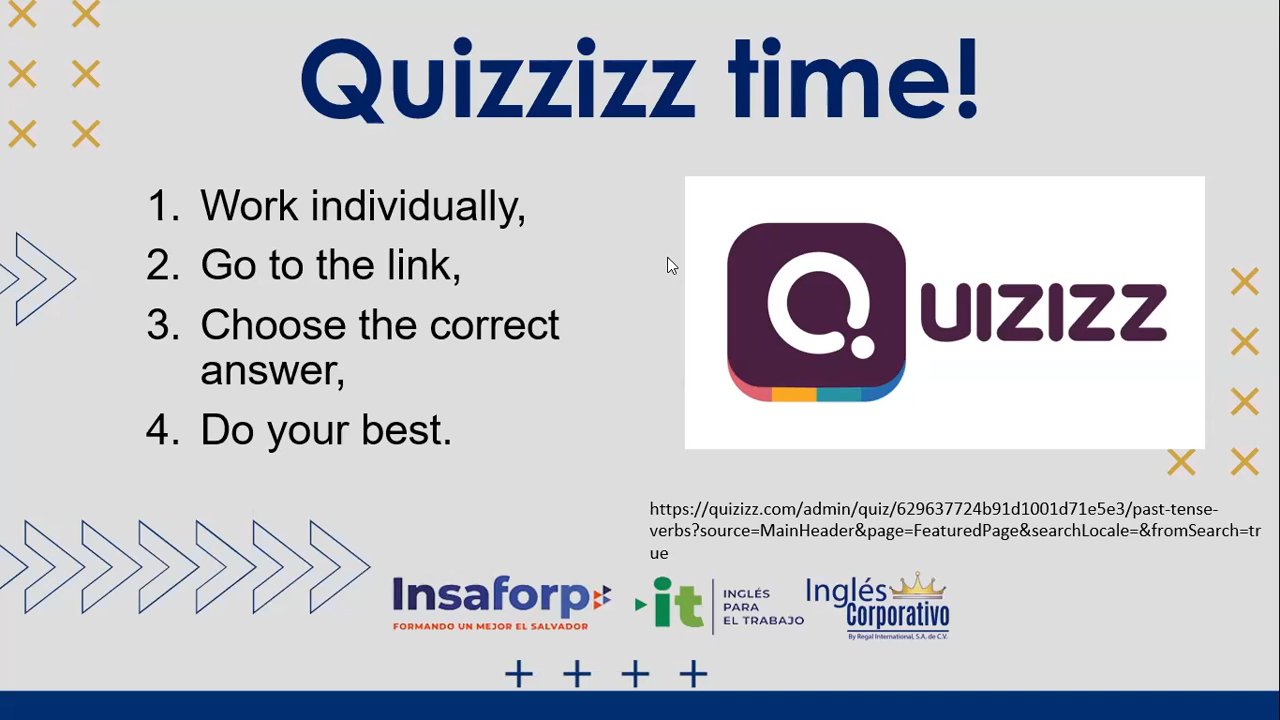 Quizzizz time!
1. Work individually,
2. Go to the link,
3. Choose the correct
answer,
4. Do your best.
QUIZIZZ
https://quizizz.com/admin/quiz/629637724b91d1001d71e5e3/past-tense-
verbs?source=MainHeader&page=FeaturedPage&searchLocale=&fromSearch=tr
ue
Insaforp
FORMANDO UN MEJOR EL SALVADOR
it
INGLÉS
PARA
EL TRABAJO
Inglés
Corporativo
By Regal International, S.A. de C.V.